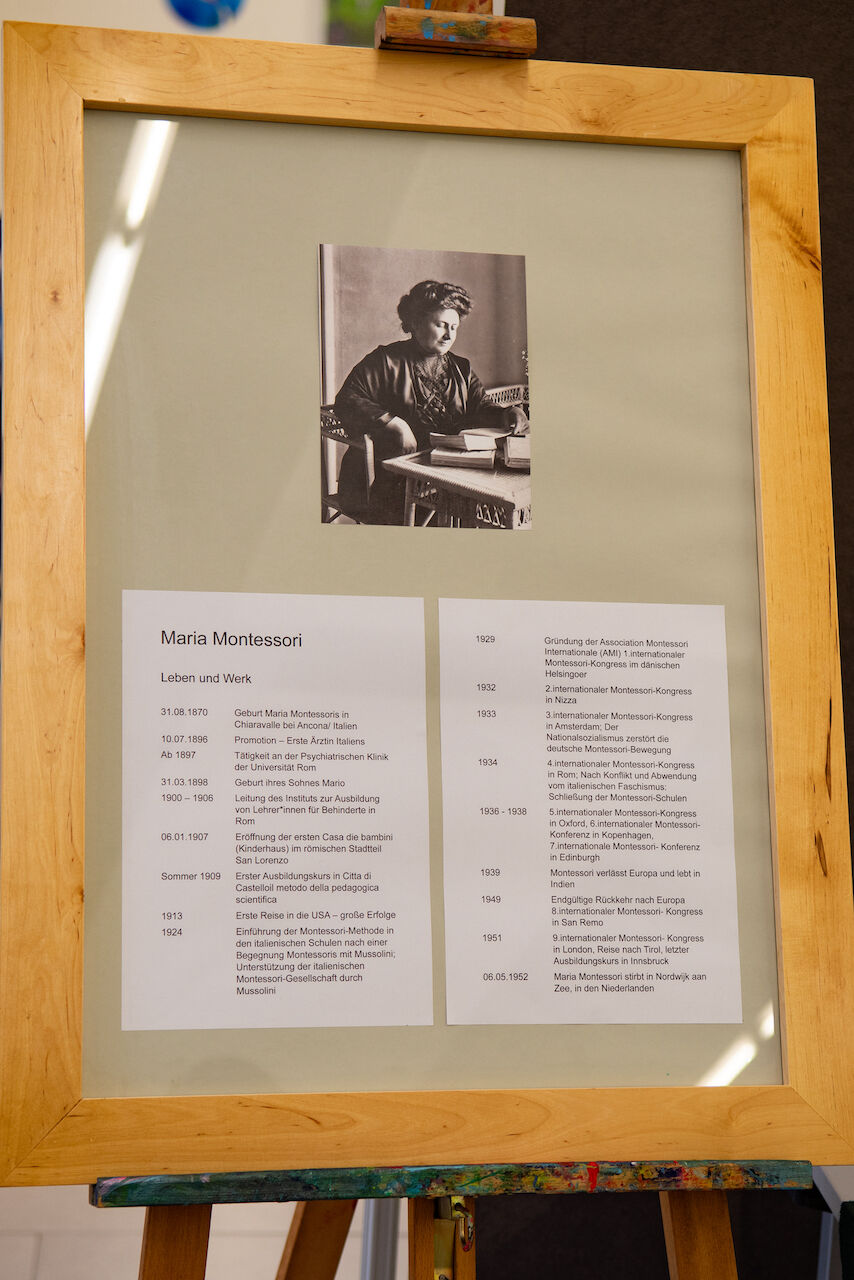 Maria Montessori
Leben und Werk
31.08.1870 Geburt Maria Montessoris in
Chiaravalle bei Ancona/ Italien
10.07.1896 Promotion – Erste Ärztin Italiens
Ab 1897 Tätigkeit an der Psychiatrischen Klinik
der Universität Rom
31.03.1898 Geburt ihres Sohnes Mario
1900 – 1906 Leitung des Instituts zur Ausbildung
von Lehrer*innen für Behinderte in
Rom
06.01.1907 Eröffnung der ersten Casa die bambini
(Kinderhaus) im römischen Stadtteil
San Lorenzo
Sommer 1909 Erster Ausbildungskurs in Citta di
Castelloil metodo della pedagogica
scientifica
1913 Erste Reise in die USA – große Erfolge
1924 Einführung der Montessori-Methode in
den italienischen Schulen nach einer
Begegnung Montessoris mit Mussolini;
Unterstützung der italienischen
Montessori-Gesellschaft durch
Mussolini
1929 Gründung der Association Montessori
Internationale (AMI) 1.internationaler
Montessori-Kongress im dänischen
Helsingoer
1932 2.internationaler Montessori-Kongress
in Nizza
1933 3.internationaler Montessori-Kongress
in Amsterdam; Der
Nationalsozialismus zerstört die
deutsche Montessori-Bewegung
1934 4.internationaler Montessori-Kongress
in Rom; Nach Konflikt und Abwendung
vom italienischen Faschismus:
Schließung der Montessori-Schulen
1936 - 1938 5.internationaler Montessori-Kongress
in Oxford, 6.internationaler Montessori-
Konferenz in Kopenhagen,
7.internationale Montessori- Konferenz
in Edinburgh
1939 Montessori verlässt Europa und lebt in
Indien
1949 Endgültige Rückkehr nach Europa
8.internationaler Montessori- Kongress
in San Remo
1951 9.internationaler Montessori- Kongress
in London, Reise nach Tirol, letzter
Ausbildungskurs in Innsbruck
06.05.1952 Maria Montessori stirbt in Nordwijk aan
Zee, in den Niederlanden